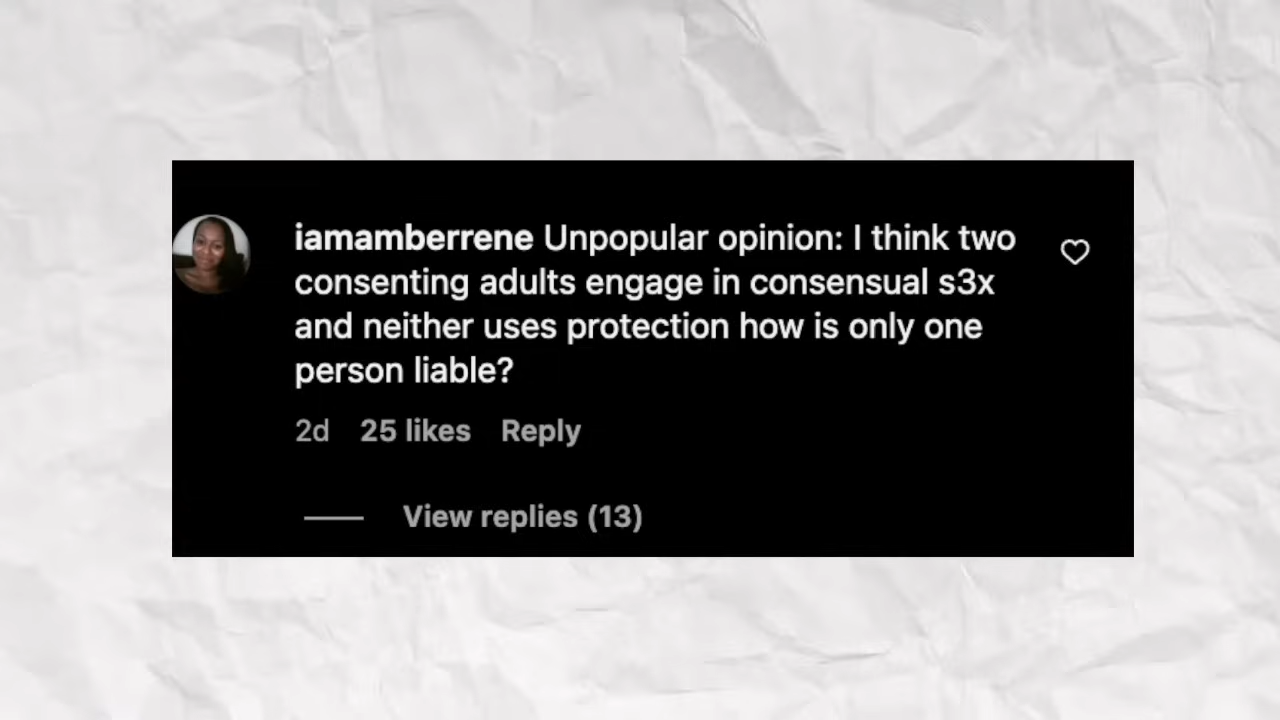 iamamberrene Unpopular opinion: I think two
consenting adults engage in consensual s3x
and neither uses protection how is only one
person liable?
2d 25 likes Reply
View replies (13)